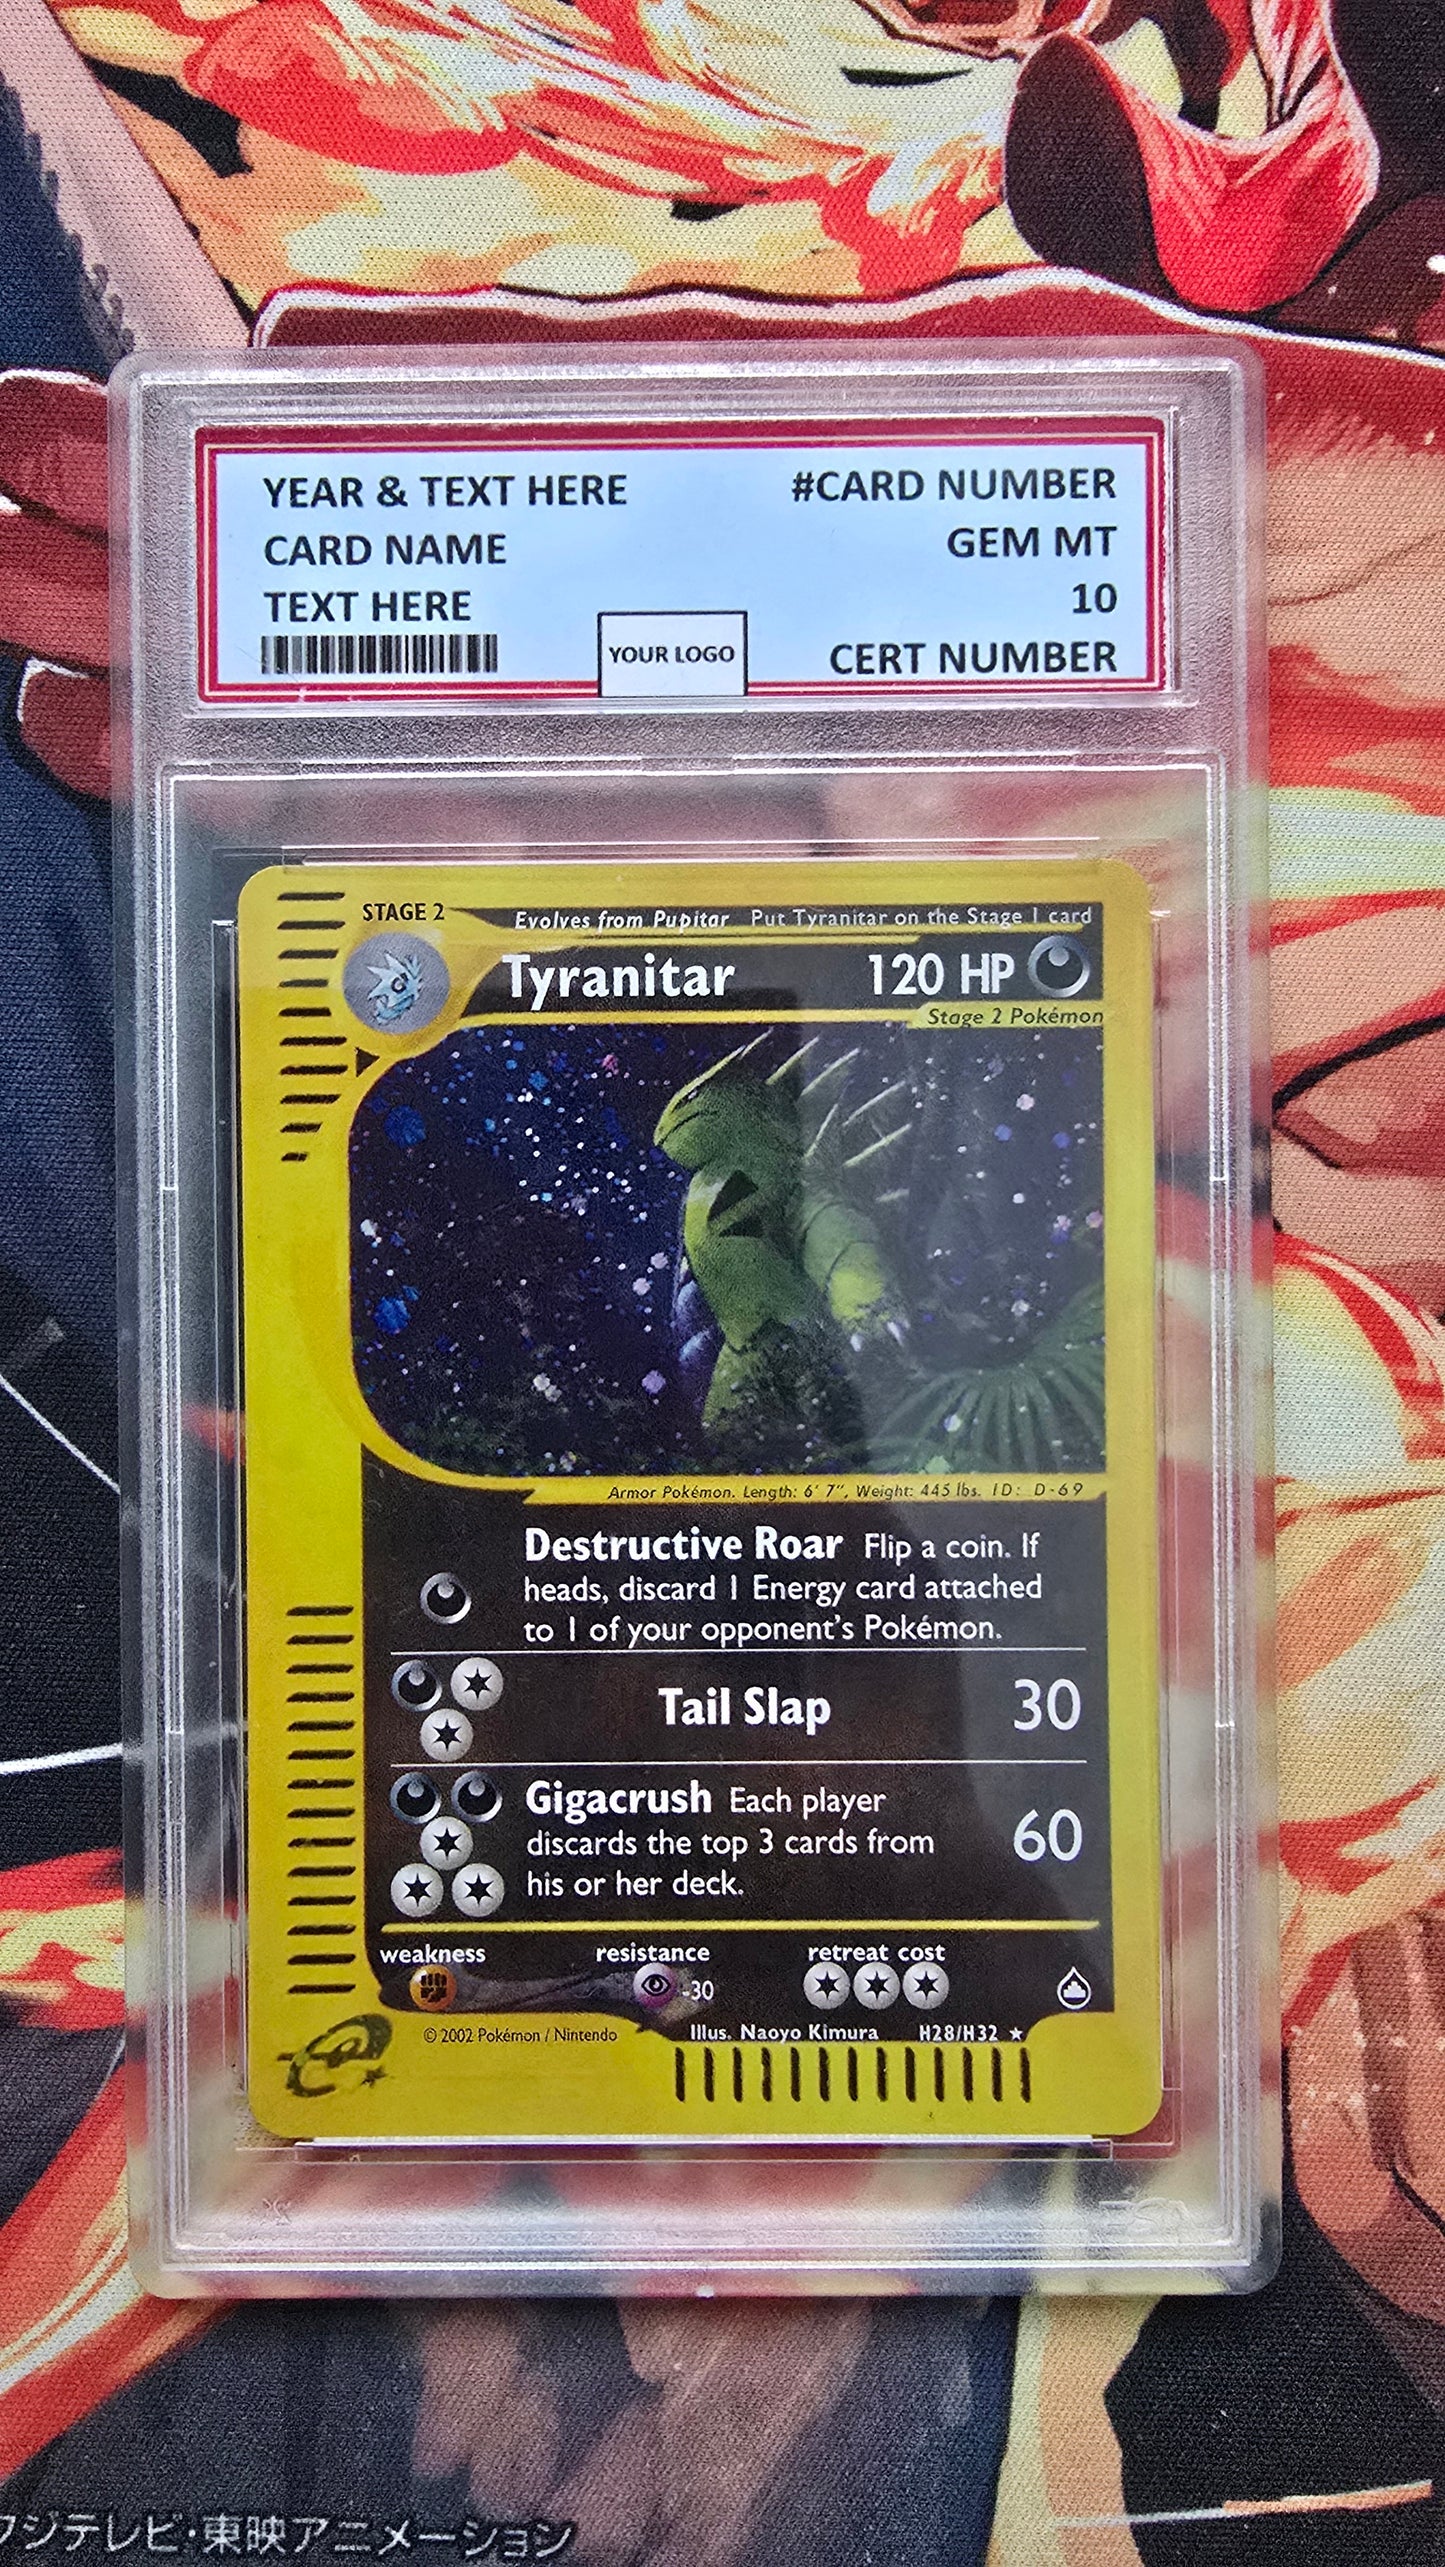 YEAR & TEXT HERE
CARD NAME
TEXT HERE
#CARD NUMBER
GEM MT
10
CERT NUMBER
YOUR LOGO
STAGE 2
Evolves from Pupitar Put Tyranitar on the Stage 1 card
Tyranitar 120 HP
Stage 2 Pokémon
Armor Pokémon. Length: 6' 7", Weight: 445 lbs. ID: D-69
Destructive Roar Flip a coin. If
heads, discard 1 Energy card attached
to 1 of your opponent's Pokémon.
Tail Slap 30
Gigacrush Each player
discards the top 3 cards from
his or her deck.
60
weakness resistance retreat cost
-30
© 2002 Pokémon / Nintendo Illus. Naoyo Kimura H28/H32 ★
e
フジテレビ・東映アニメーション